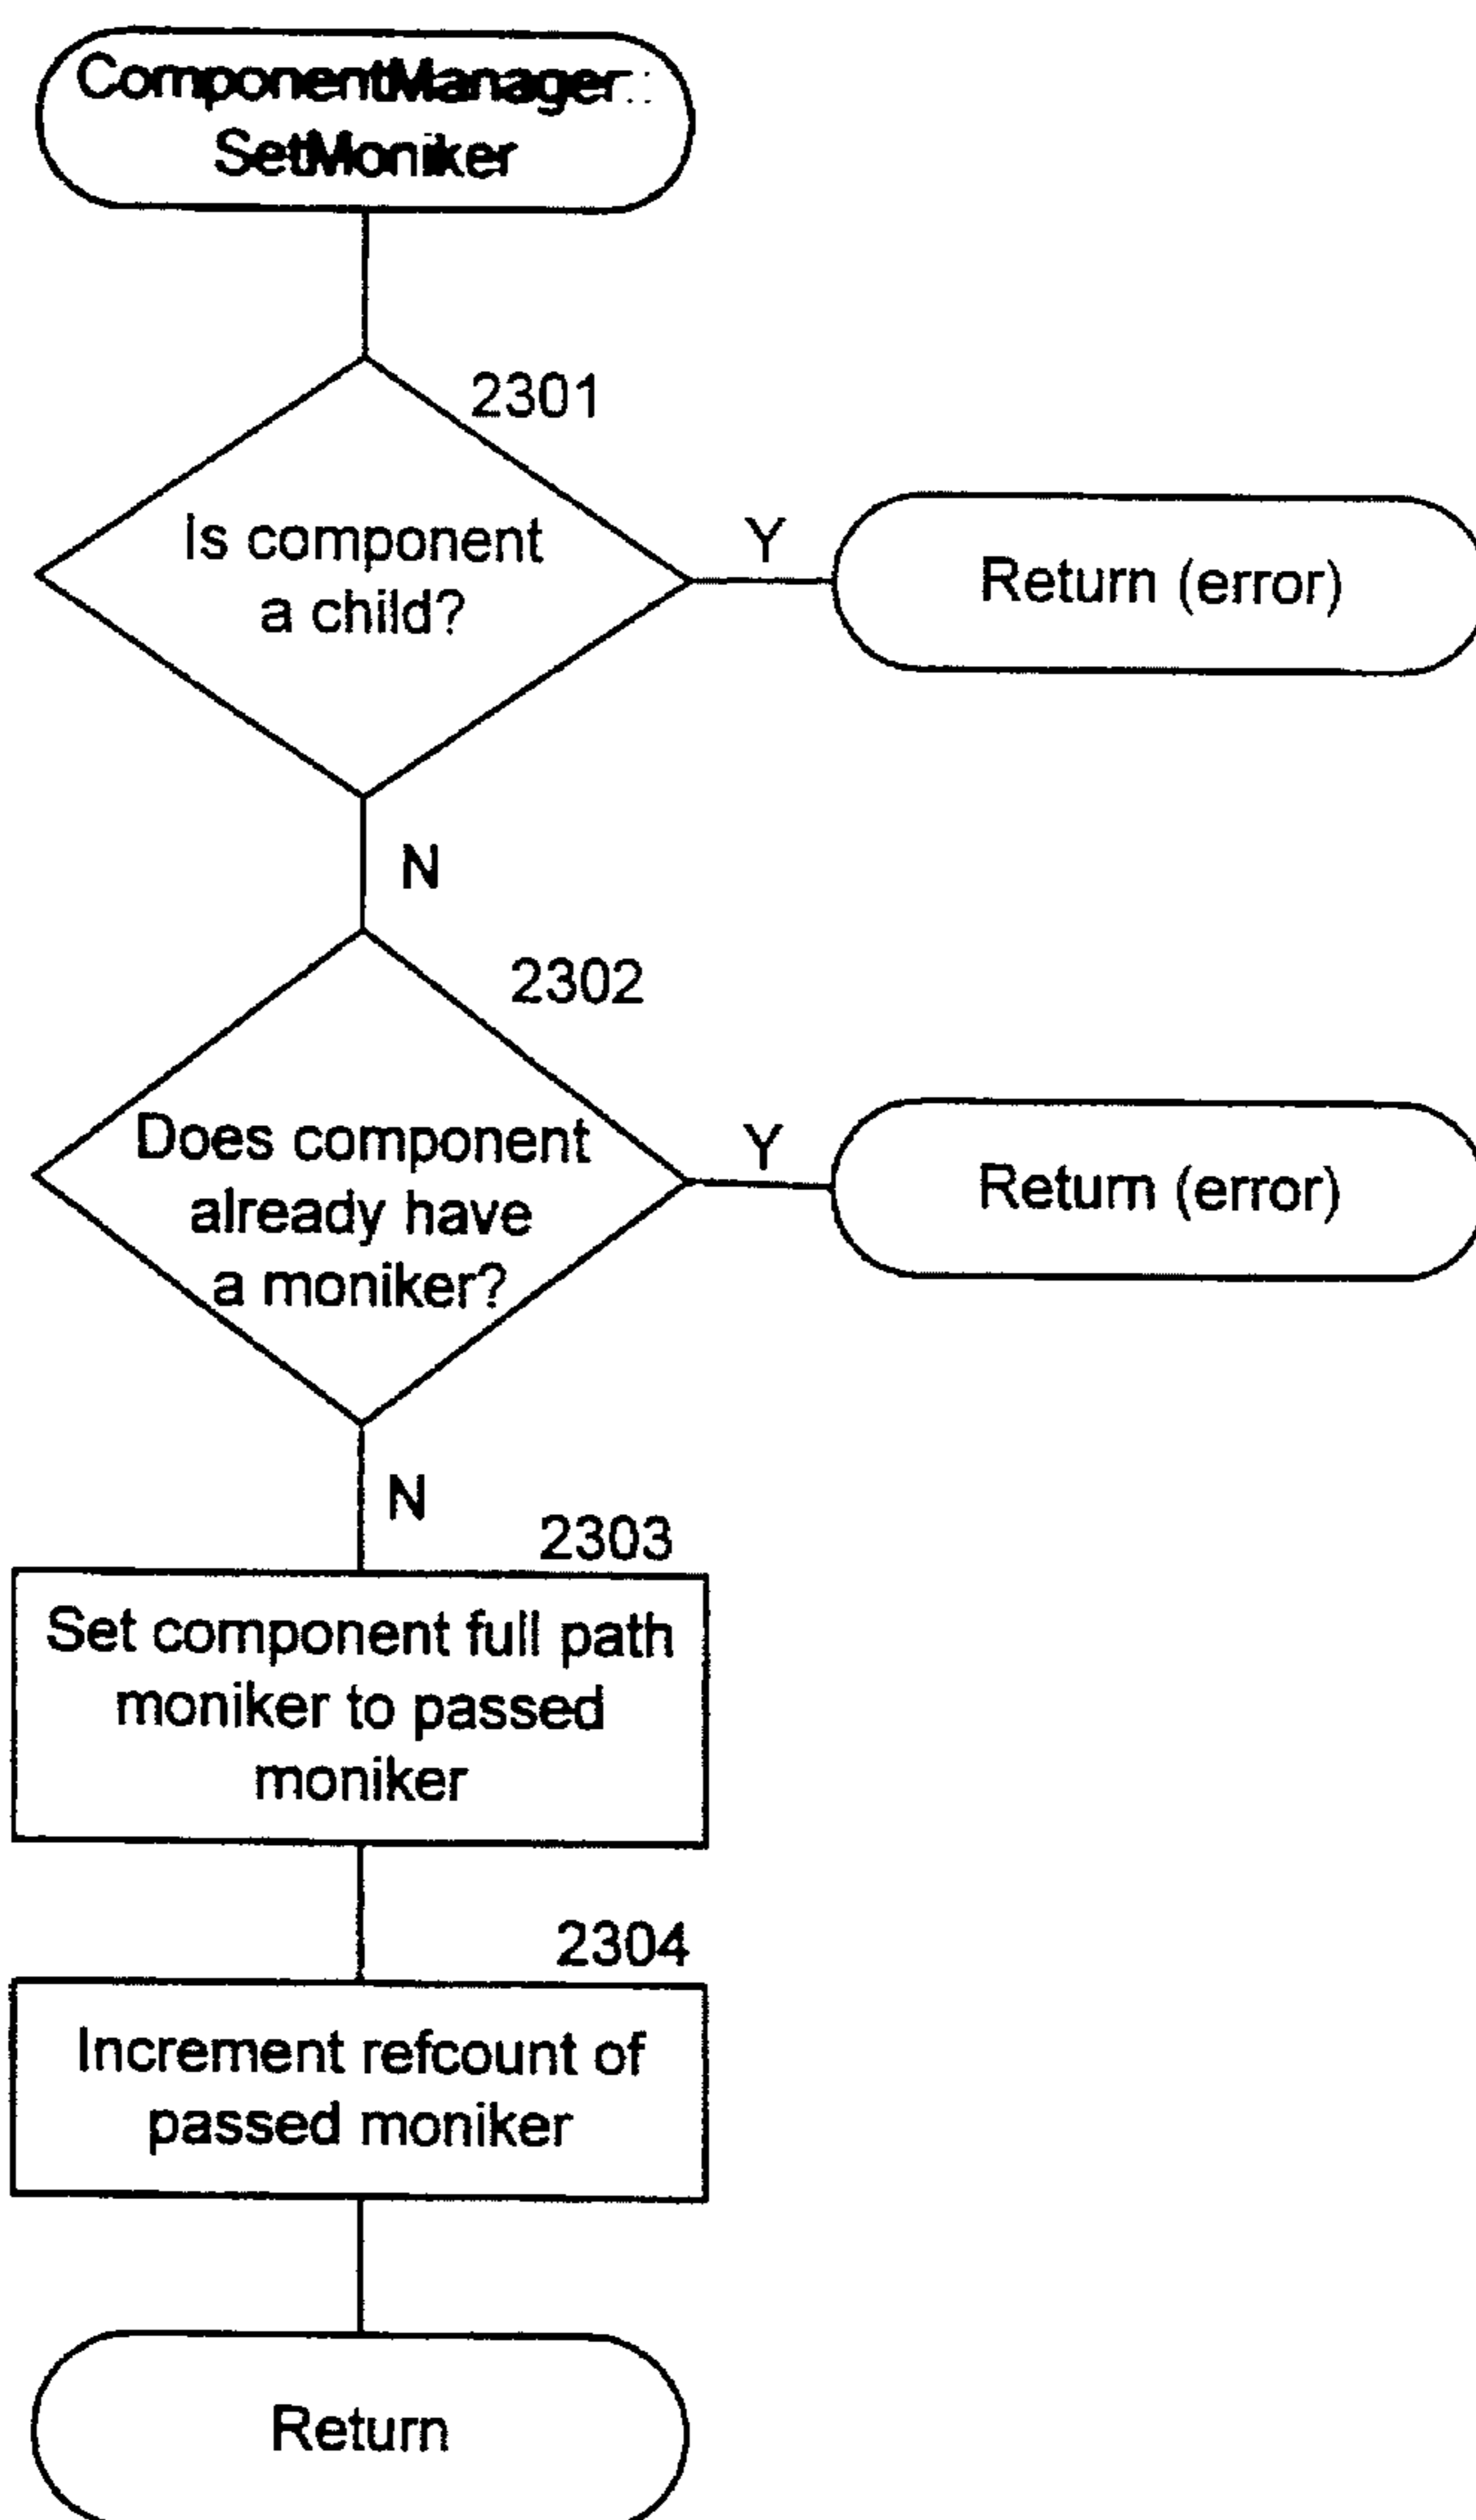 ComponentManager::
SetMoniker
2301
Is component
a child?
Y
Return (error)
N
2302
Does component
already have
a moniker?
Y
Return (error)
N
2303
Set component full path
moniker to passed
moniker
2304
Increment refcount of
passed moniker
Return